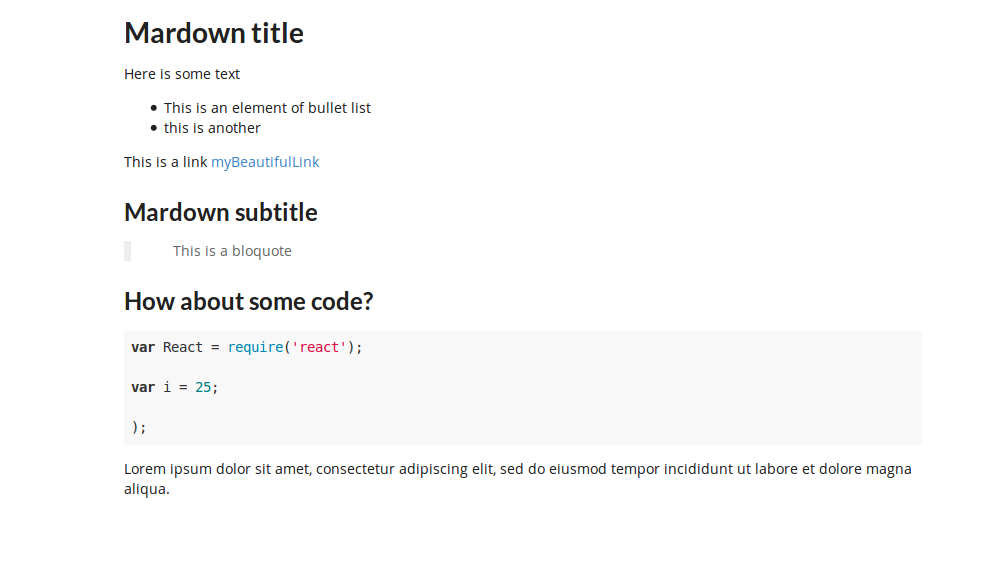 Mardown title
Here is some text
• This is an element of bullet list
• this is another
This is a link myBeautifulLink
Mardown subtitle
This is a bloquote
How about some code?
var React = require('react');
var i = 25;
);
Lorem ipsum dolor sit amet, consectetur adipiscing elit, sed do eiusmod tempor incididunt ut labore et dolore magna
aliqua.